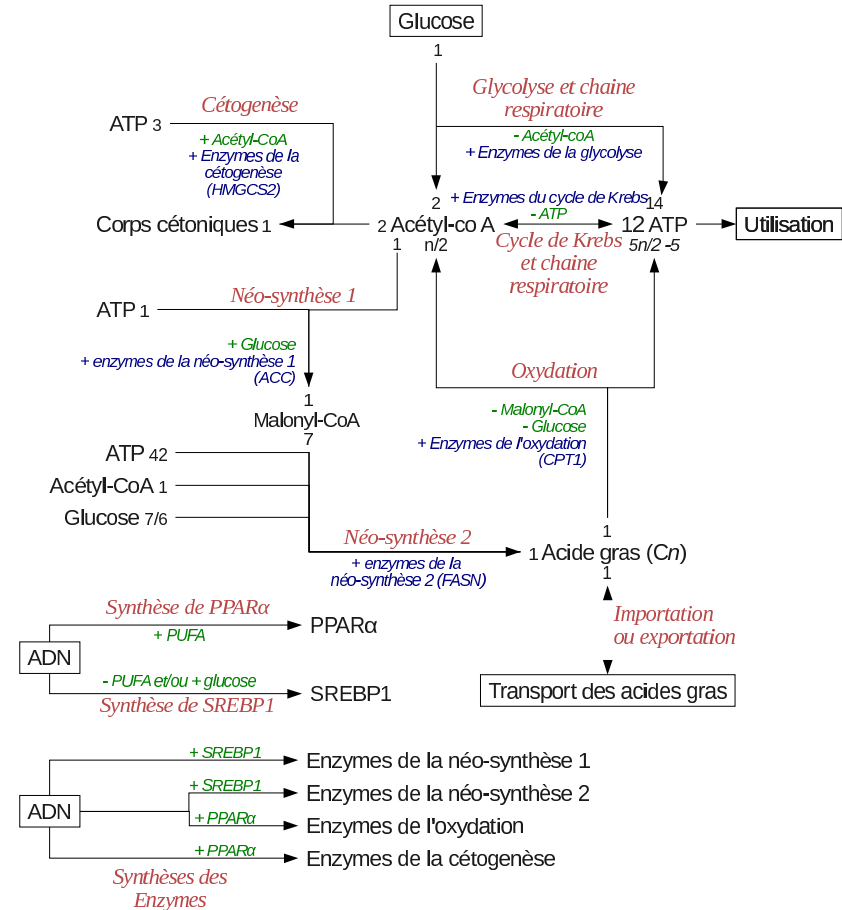 Glucose
1
Glycolyse et chaine
respiratoire
Cétogenèse
ATP 3
- Acétyl-coA
+ Enzymes de la glycolyse
+ Acétyl-CoA
+ Enzymes de la
cétogenèse
(HMGCS2)
2
+ Enzymes du cycle de Krebs
14
- ATP
Corps cétoniques 1
2 Acétyl-co A
12 ATP
Utilisation
1
n/2
5n/2 -5
Cycle de Krebs
et chaine
respiratoire
Néo-synthèse 1
ATP 1
+ Glucose
+ enzymes de la néo-synthèse 1
(ACC)
Oxydation
1
Malonyl-CoA
7
- Malonyl-CoA
- Glucose
+ Enzymes de l'oxydation
(CPT1)
ATP 42
Acétyl-CoA 1
Glucose 7/6
Néo-synthèse 2
+ enzymes de la
néo-synthèse 2 (FASN)
1
1 Acide gras (Cn)
1
Importation
ou exportation
Transport des acides gras
Synthèse de PPARα
+ PUFA
PPARα
ADN
- PUFA et/ou + glucose
Synthèse de SREBP1
SREBP1
+ SREBP1
Enzymes de la néo-synthèse 1
+ SREBP1
Enzymes de la néo-synthèse 2
ADN
+ PPARα
Enzymes de l'oxydation
+ PPARα
Enzymes de la cétogenèse
Synthèses des
Enzymes